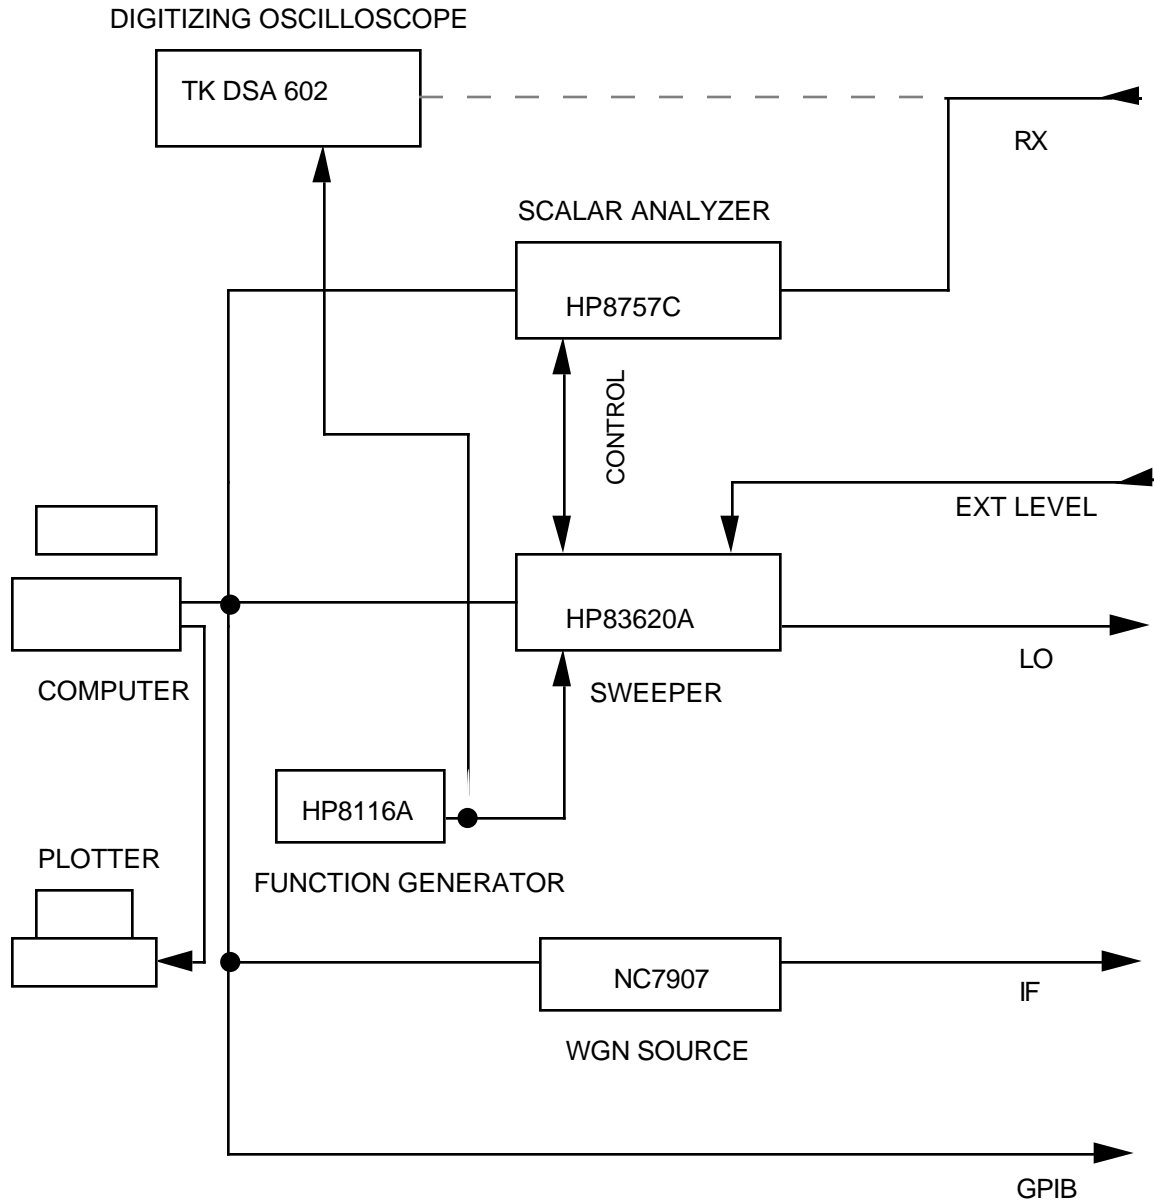 DIGITIZING OSCILLOSCOPE
TK DSA 602
RX
SCALAR ANALYZER
HP8757C
CONTROL
EXT LEVEL
HP83620A
LO
COMPUTER
SWEEPER
HP8116A
PLOTTER
FUNCTION GENERATOR
NC7907
IF
WGN SOURCE
GPIB